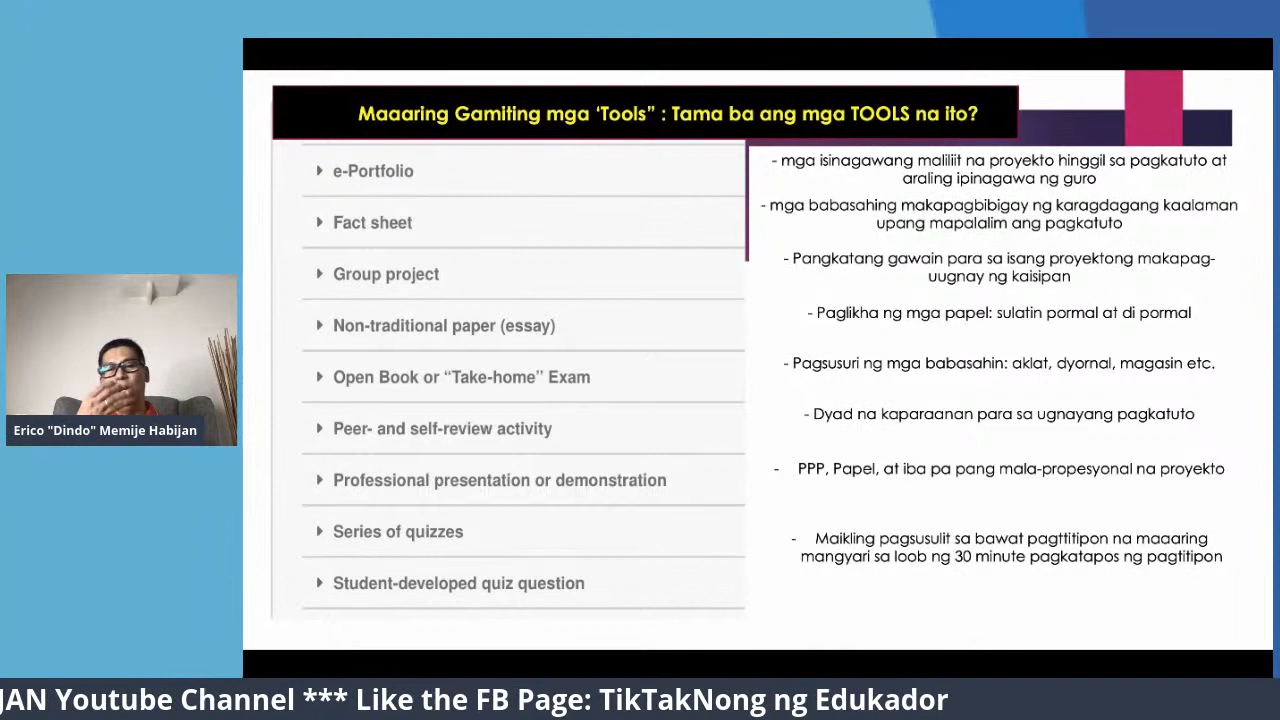 Maaaring Gamiting mga ‘Tools” : Tama ba ang mga TOOLS na ito?
e-Portfolio
- mga isinagawang maliliit na proyekto hinggil sa pagkatuto at
araling ipinagawa ng guro
Fact sheet
- mga babasahing makapagbibigay ng karagdagang kaalaman
upang mapalalim ang pagkatuto
Group project
- Pangkatang gawain para sa isang proyektong makapag-
uugnay ng kaisipan
Non-traditional paper (essay)
- Paglikha ng mga papel: sulatin pormal at di pormal
Open Book or “Take-home” Exam
- Pagsusuri ng mga babasahin: aklat, dyornal, magasin etc.
Peer- and self-review activity
- Dyad na kaparaanan para sa ugnayang pagkatuto
Professional presentation or demonstration
- PPP, Papel, at iba pa pang mala-propesyonal na proyekto
Series of quizzes
- Maikling pagsusulit sa bawat pagttitipon na maaaring
mangyari sa loob ng 30 minute pagkatapos ng pagtitipon
Student-developed quiz question
Erico "Dindo" Memije Habijan
JAN Youtube Channel *** Like the FB Page: TikTakNong ng Edukador